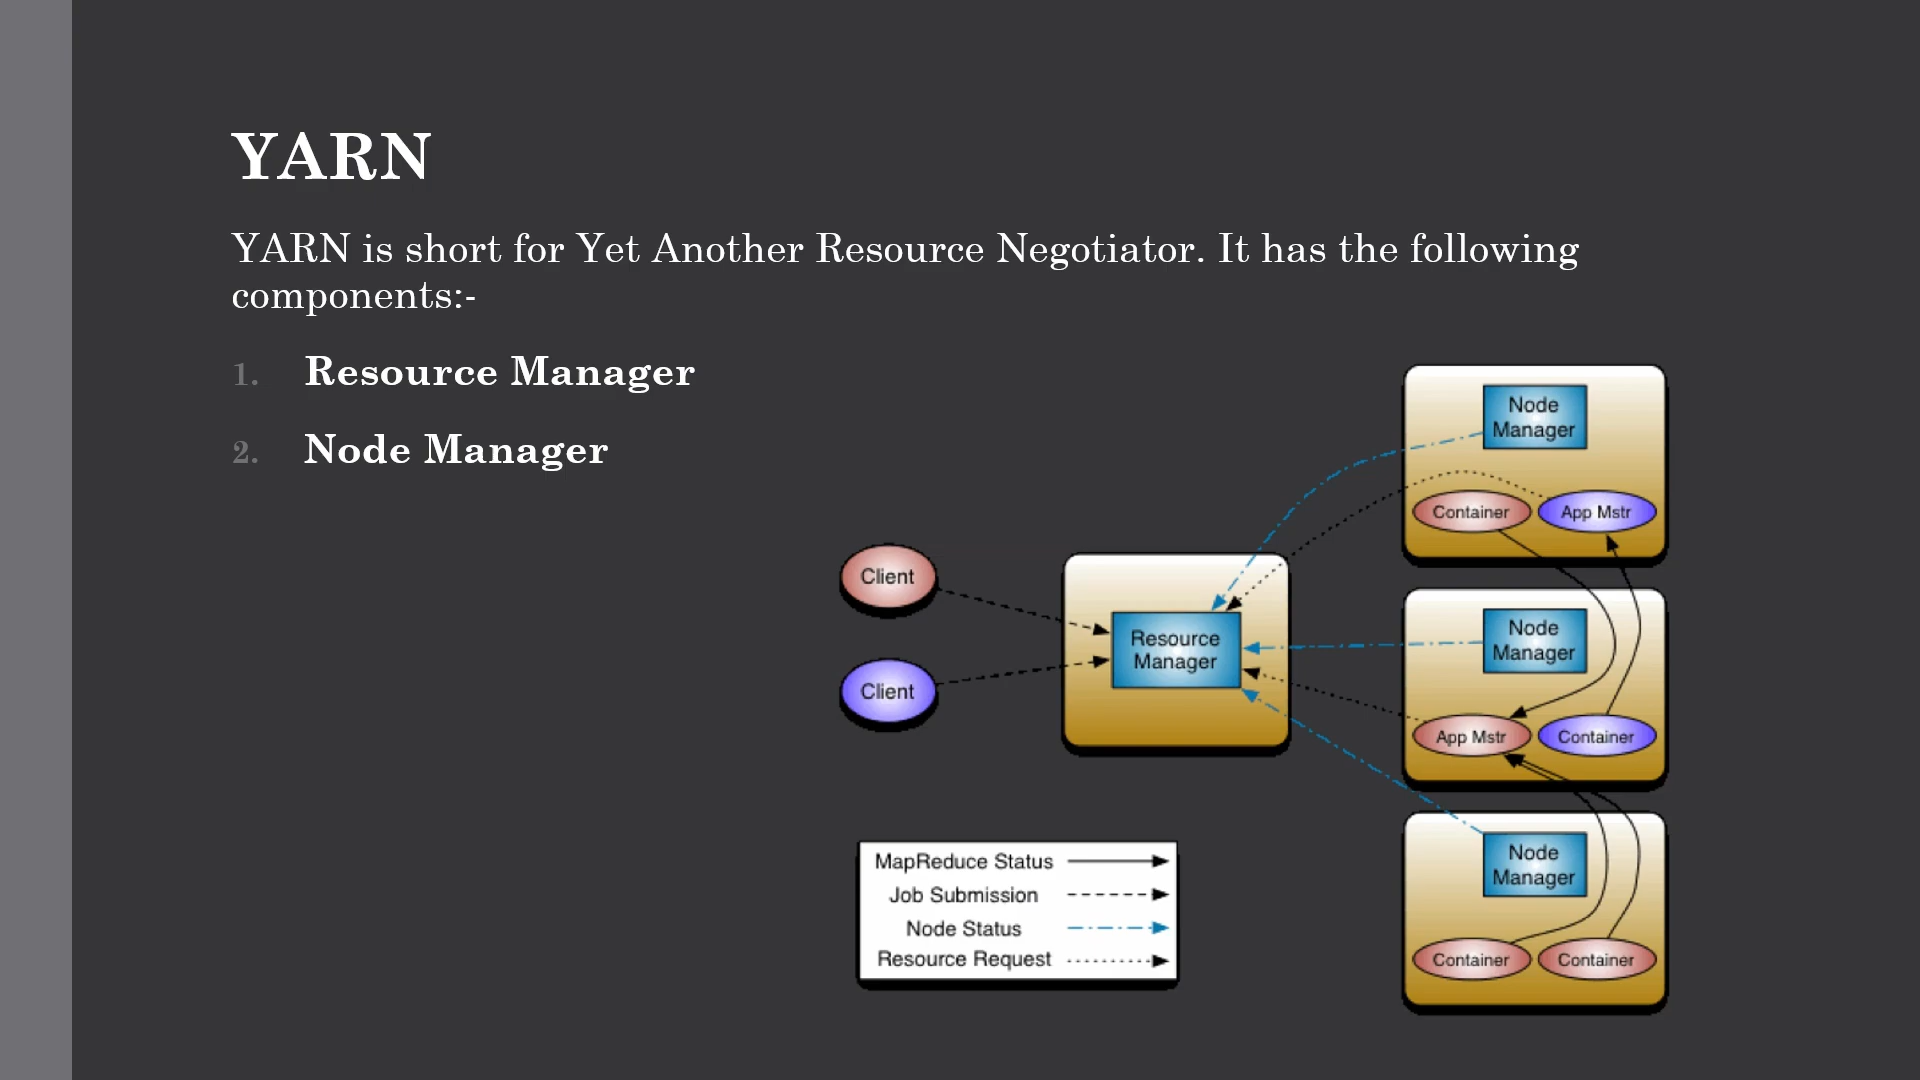 YARN
YARN is short for Yet Another Resource Negotiator. It has the following
components:-
1. Resource Manager
2. Node Manager
Node
Manager
Container
App Mstr
Client
Client
Resource
Manager
Node
Manager
App Mstr
Container
Node
Manager
Container
Container
MapReduce Status
Job Submission
Node Status
Resource Request